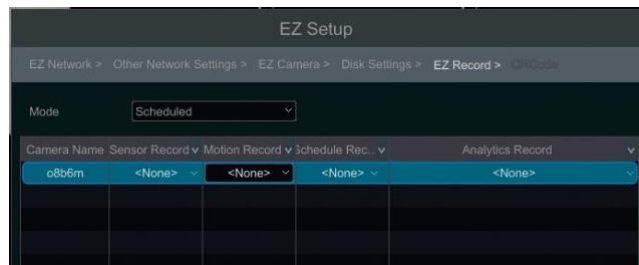 EZ Setup
EZ Network > Other Network Settings > EZ Camera > Disk Settings > EZ Record > QRCode
Mode Scheduled
Camera Name Sensor Record Motion Record Schedule Rec... Analytics Record
o8b6m <None> <None> <None> <None>